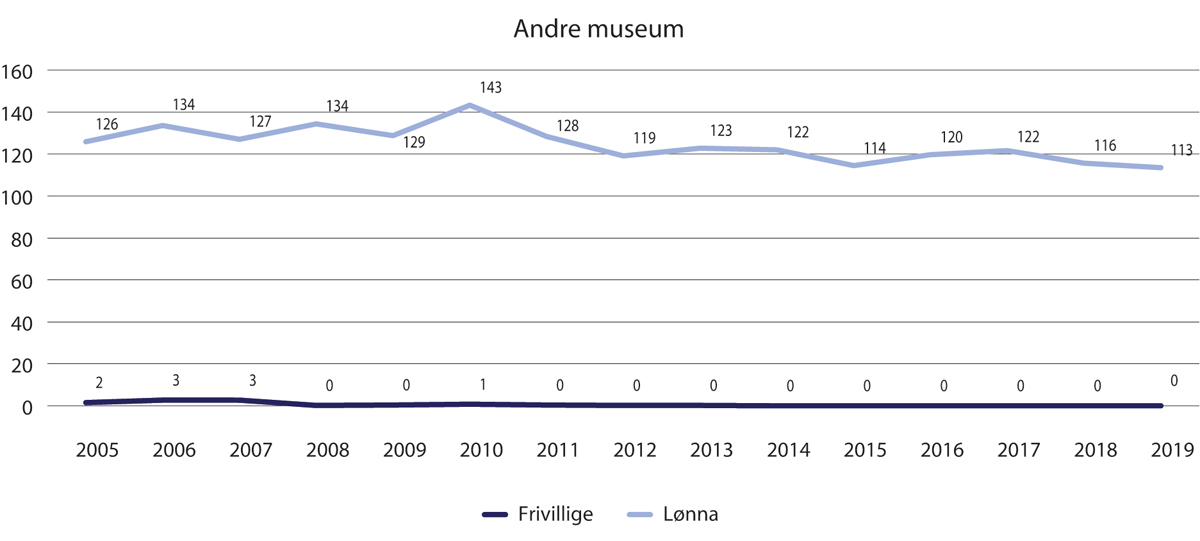 Andre museum
160
140
120
100
80
60
40
20
0
126 134 127 134 129 143 128 119 123 122 114 120 122 116 113
2 3 3 0 0 1 0 0 0 0 0 0 0 0 0
2005 2006 2007 2008 2009 2010 2011 2012 2013 2014 2015 2016 2017 2018 2019
Frivillige Lønna